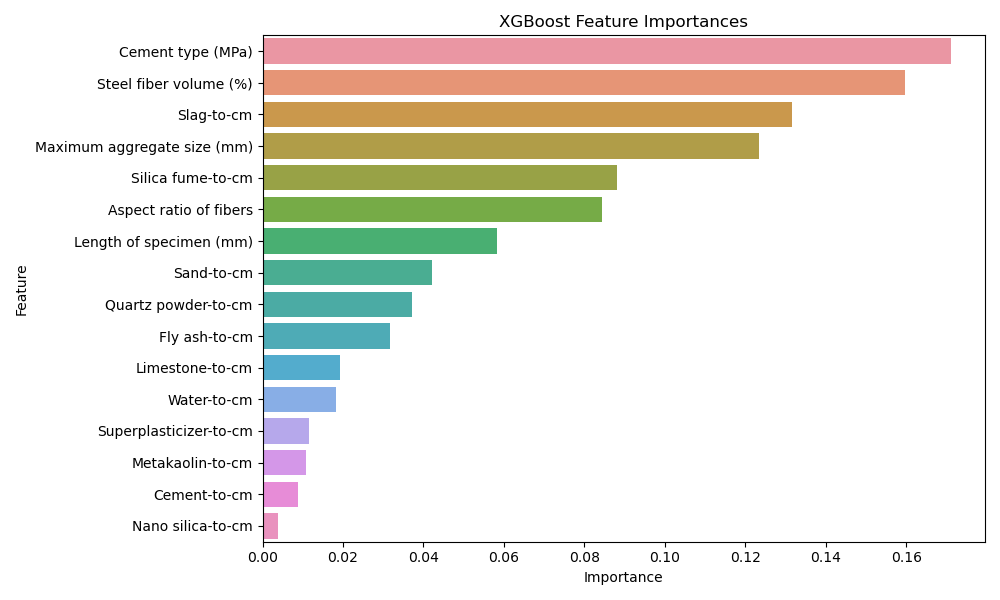 XGBoost Feature Importances
Cement type (MPa)
Steel fiber volume (%)
Slag-to-cm
Maximum aggregate size (mm)
Silica fume-to-cm
Aspect ratio of fibers
Length of specimen (mm)
Sand-to-cm
Quartz powder-to-cm
Fly ash-to-cm
Limestone-to-cm
Water-to-cm
Superplasticizer-to-cm
Metakaolin-to-cm
Cement-to-cm
Nano silica-to-cm
Feature
0.00 0.02 0.04 0.06 0.08 0.10 0.12 0.14 0.16
Importance